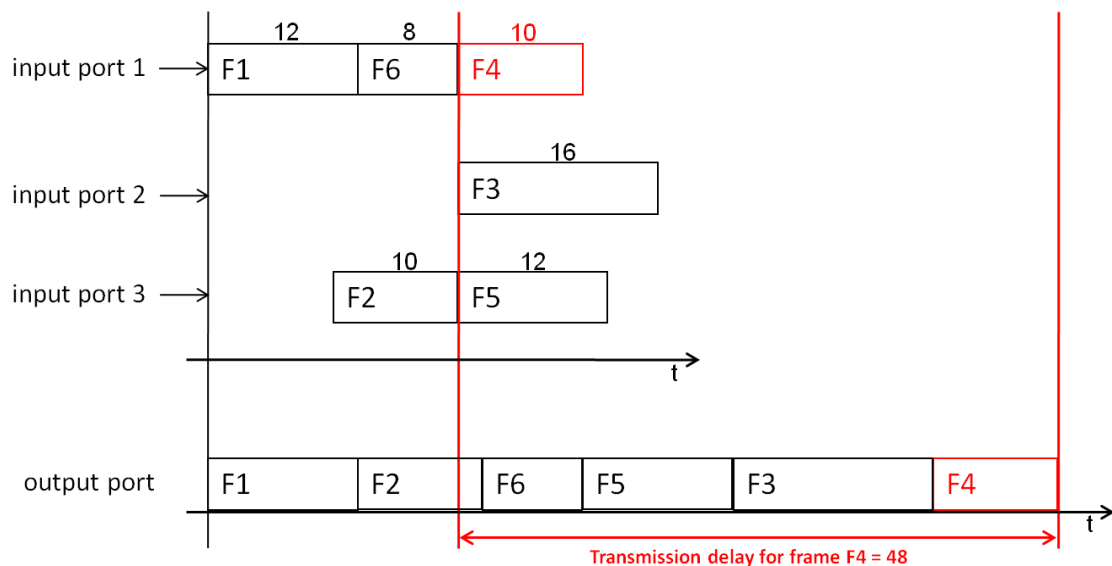 12 8 10
input port 1 F1 F6 F4
16
input port 2 F3
10 12
input port 3 F2 F5
t
output port F1 F2 F6 F5 F3 F4
t
Transmission delay for frame F4 = 48